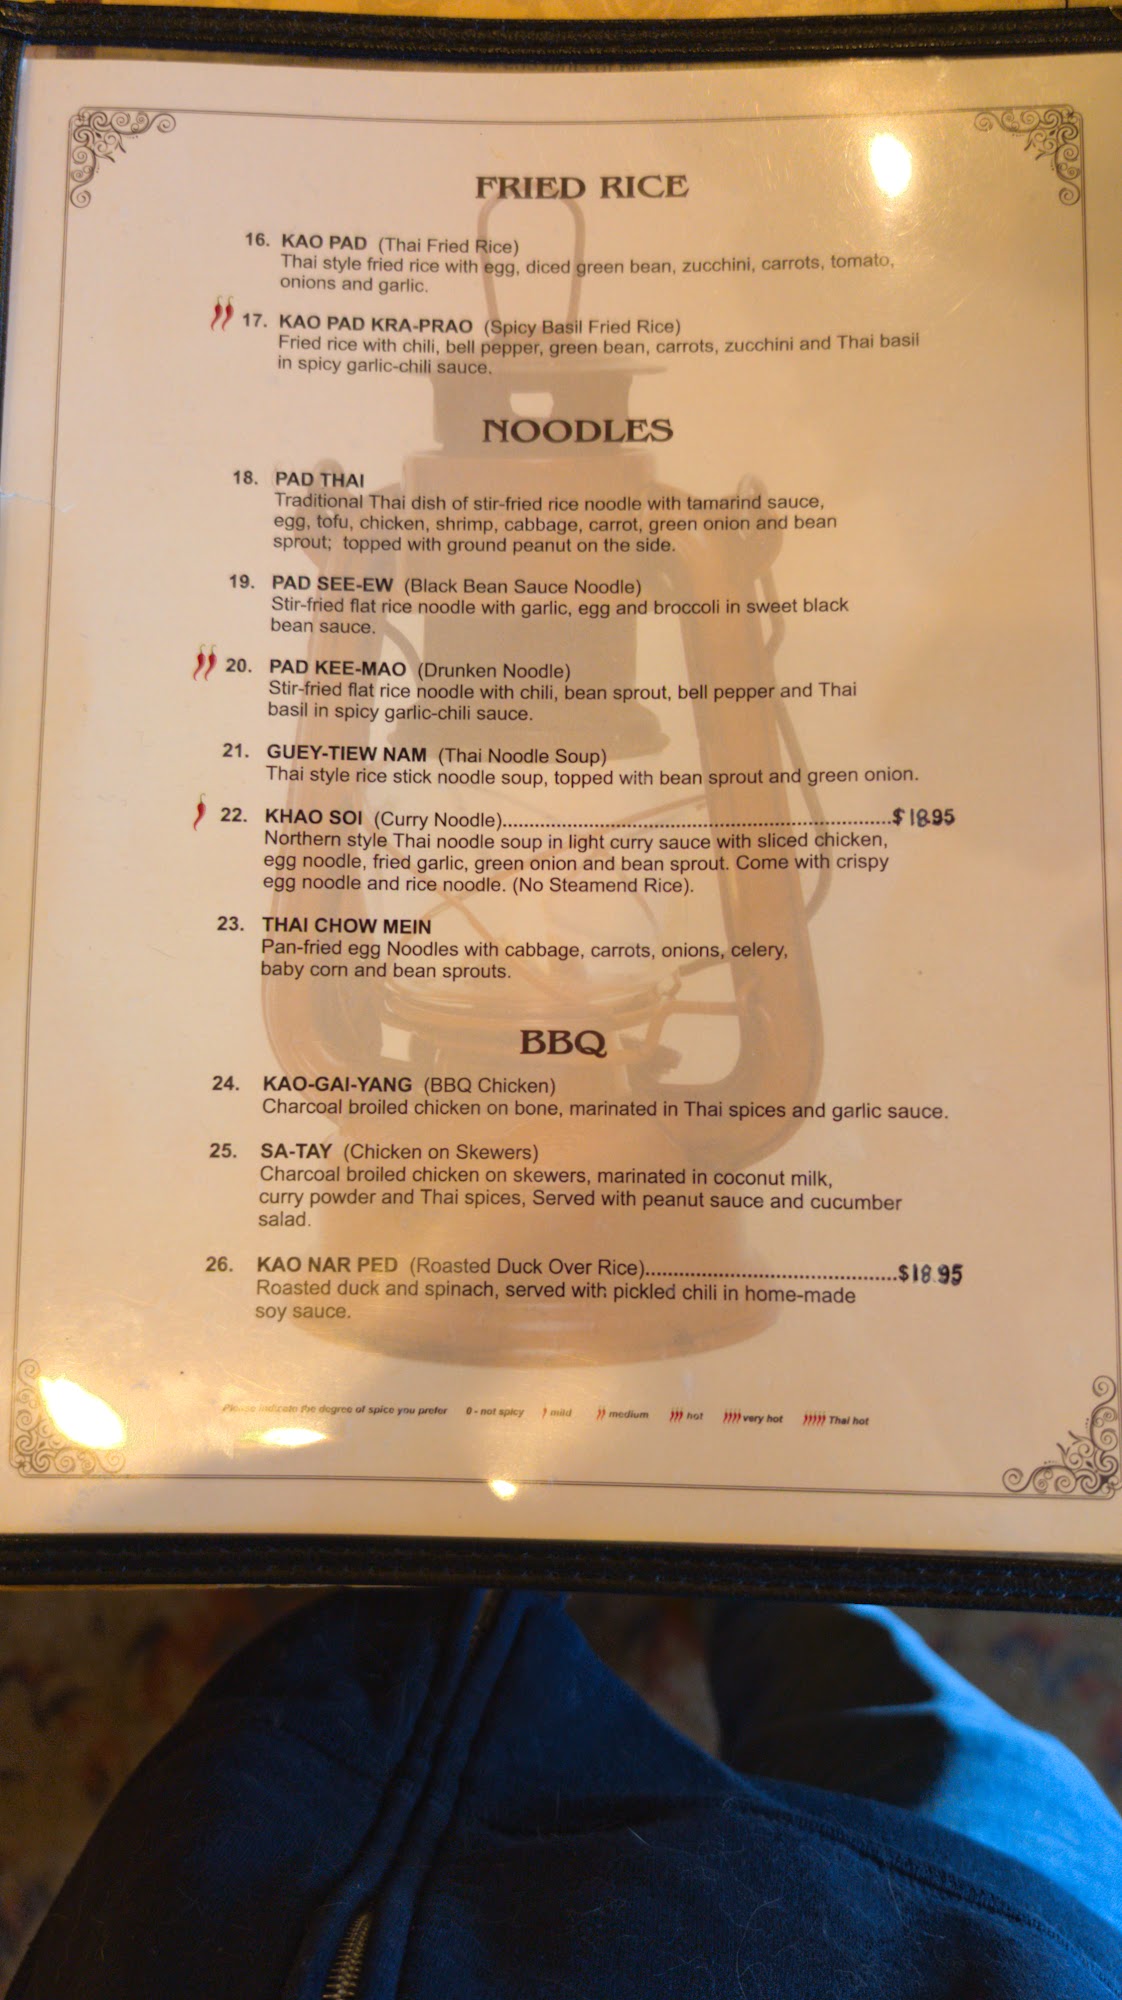 FRIED RICE
16. KAO PAD (Thai Fried Rice)
Thai style fried rice with egg, diced green bean, zucchini, carrots, tomato,
onions and garlic.
17. KAO PAD KRA-PRAO (Spicy Basil Fried Rice)
Fried rice with chili, bell pepper, green bean, carrots, zucchini and Thai basil
in spicy garlic-chili sauce.
NOODLES
18. PAD THAI
Traditional Thai dish of stir-fried rice noodle with tamarind sauce,
egg, tofu, chicken, shrimp, cabbage, carrot, green onion and bean
sprout; topped with ground peanut on the side.
19. PAD SEE-EW (Black Bean Sauce Noodle)
Stir-fried flat rice noodle with garlic, egg and broccoli in sweet black
bean sauce.
20. PAD KEE-MAO (Drunken Noodle)
Stir-fried flat rice noodle with chili, bean sprout, bell pepper and Thai
basil in spicy garlic-chili sauce.
21. GUEY-TIEW NAM (Thai Noodle Soup)
Thai style rice stick noodle soup, topped with bean sprout and green onion.
22. KHAO SOI (Curry Noodle)..................................................................$18.95
Northern style Thai noodle soup in light curry sauce with sliced chicken,
egg noodle, fried garlic, green onion and bean sprout. Come with crispy
egg noodle and rice noodle. (No Steamend Rice).
23. THAI CHOW MEIN
Pan-fried egg Noodles with cabbage, carrots, onions, celery,
baby corn and bean sprouts.
BBQ
24. KAO-GAI-YANG (BBQ Chicken)
Charcoal broiled chicken on bone, marinated in Thai spices and garlic sauce.
25. SA-TAY (Chicken on Skewers)
Charcoal broiled chicken on skewers, marinated in coconut milk,
curry powder and Thai spices, Served with peanut sauce and cucumber
salad.
26. KAO NAR PED (Roasted Duck Over Rice)..........................................$18.95
Roasted duck and spinach, served with pickled chili in home-made
soy sauce.
Please indicate the degree of spice you prefer 0 - not spicy mild medium hot very hot Thai hot